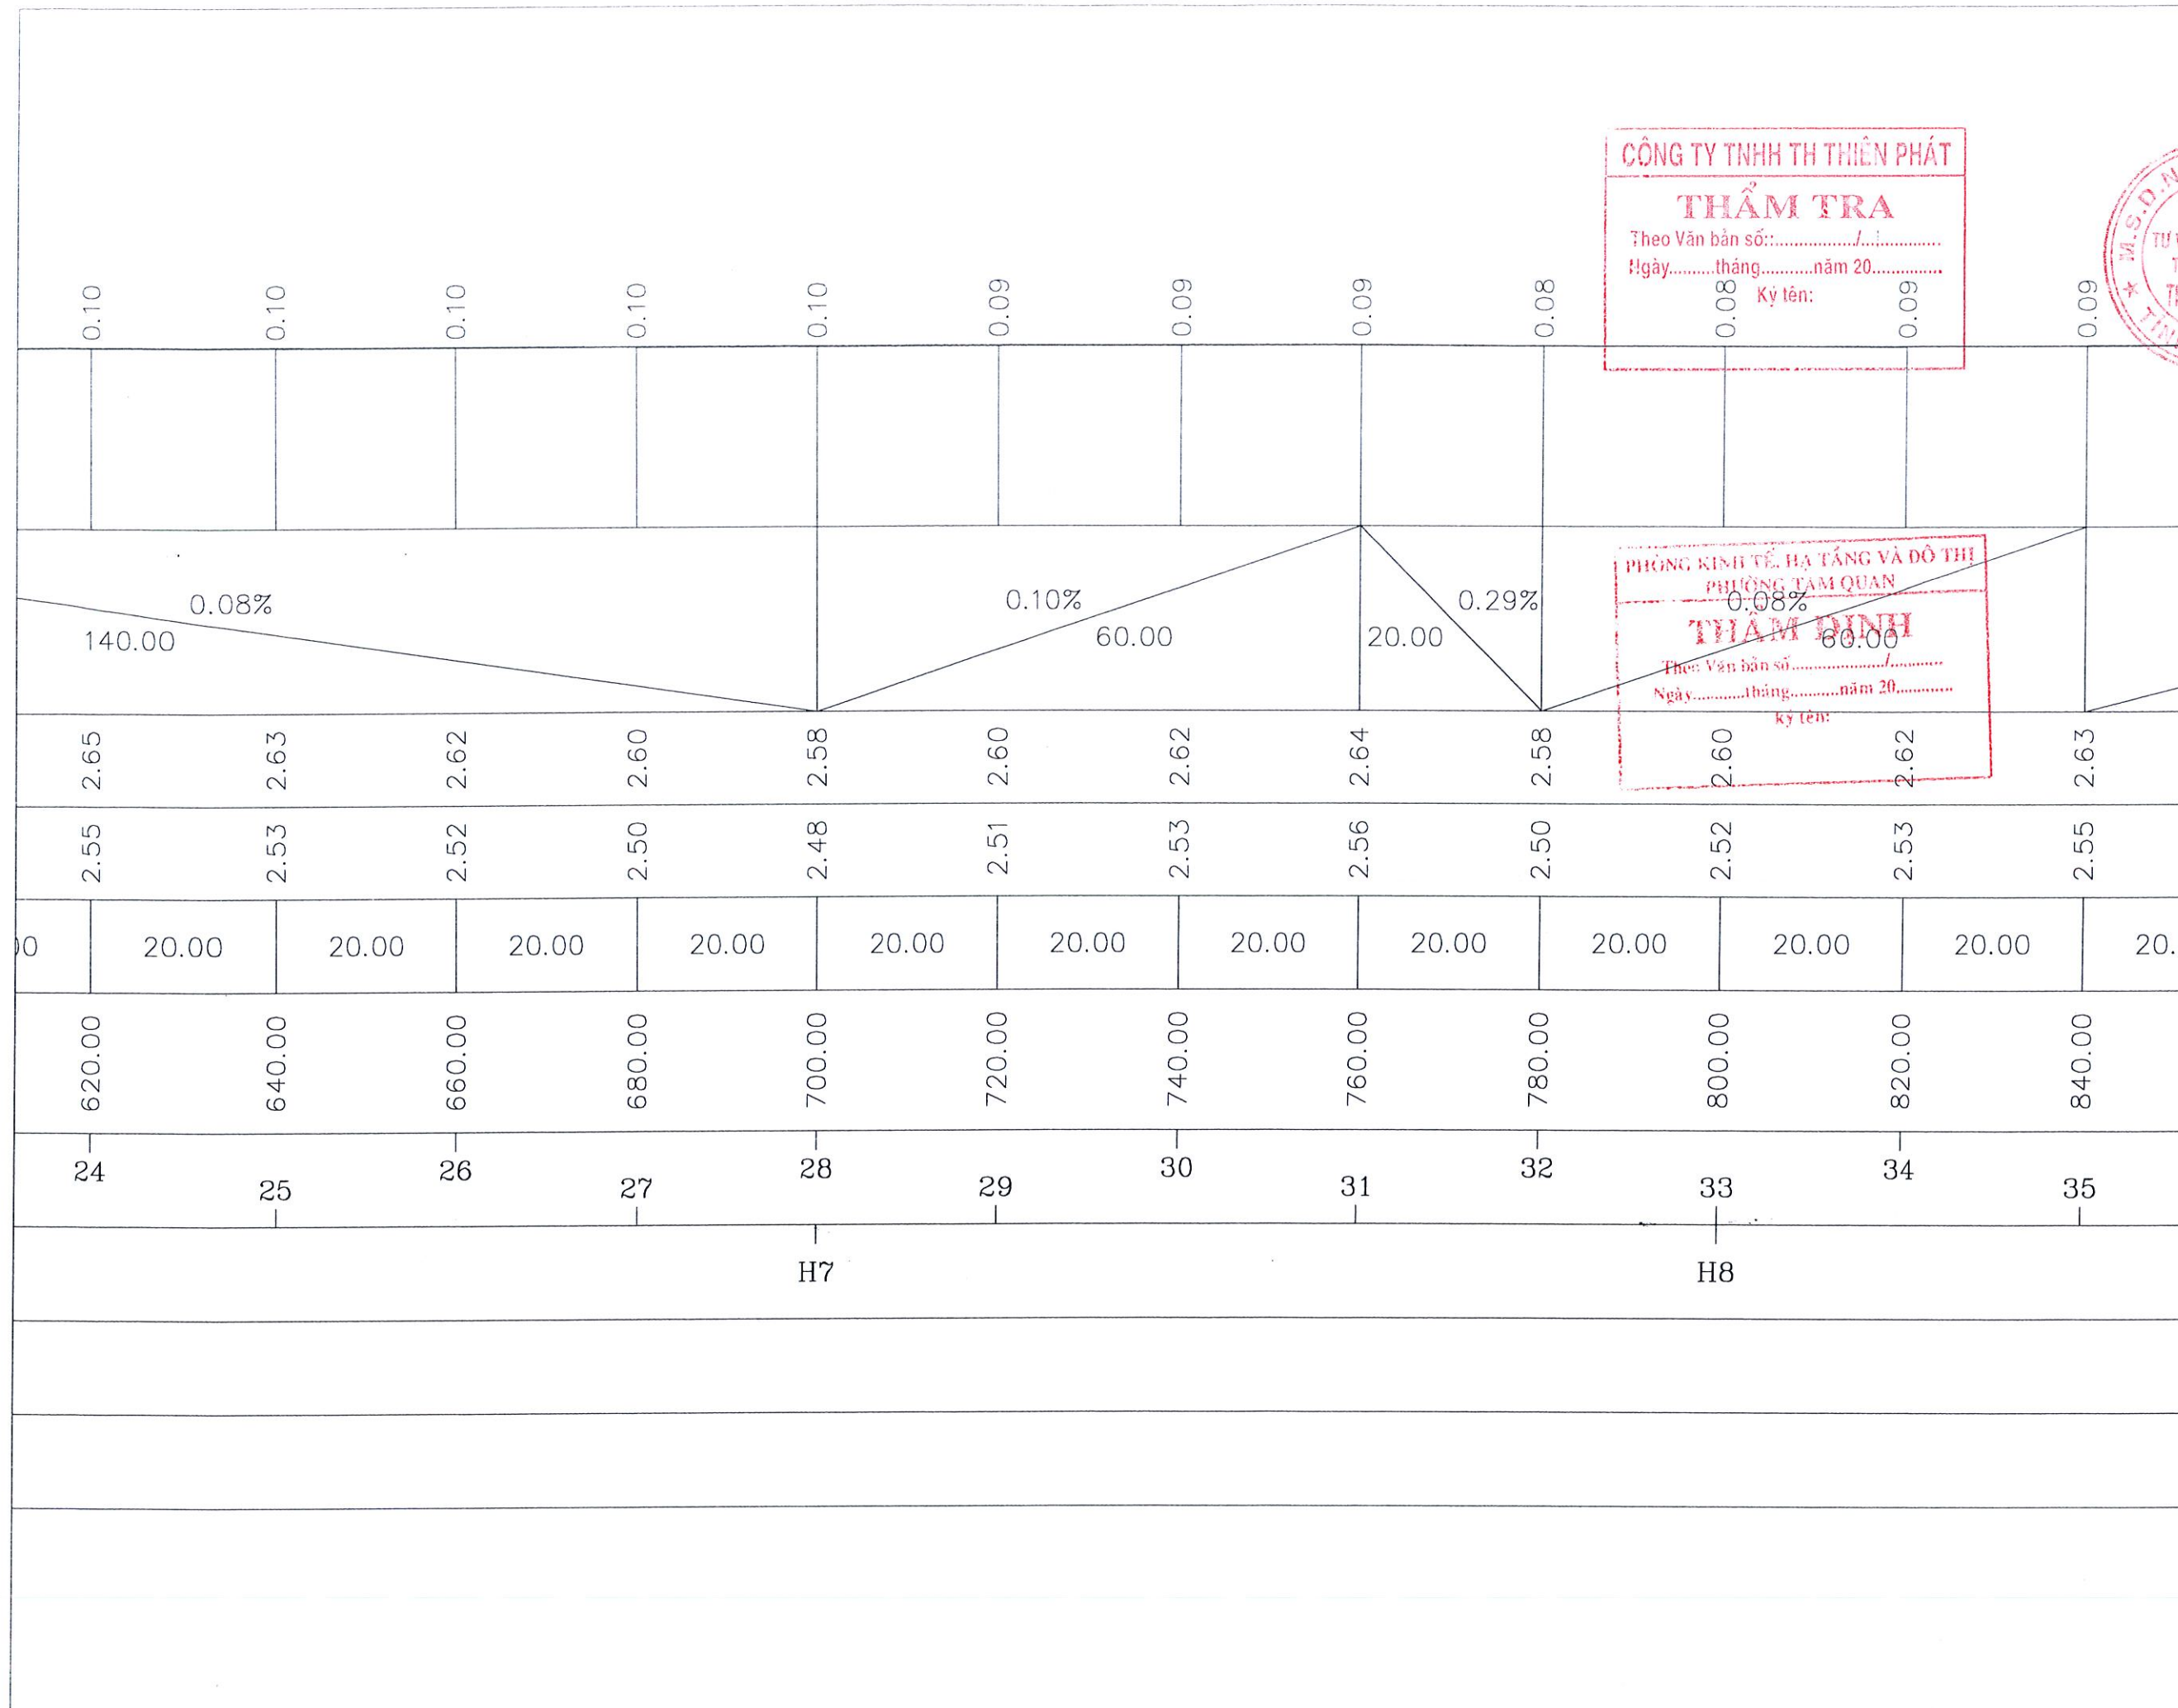 CÔNG TY TNHH TH THIÊN PHÁT
THẨM TRA
Theo Văn bản số:................./..................
Ngày..........tháng...........năm 20...............
Ký tên:
M.S.D.N
0.10 0.10 0.10 0.10 0.10 0.09 0.09 0.09 0.08 0.08 0.09 0.09
PHÒNG KINH TẾ, HẠ TẦNG VÀ ĐÔ THỊ
PHƯỜNG TAM QUAN
THẨM ĐỊNH
Theo Văn bản số...................../............
Ngày...........tháng..........năm 20............
ký tên:
0.08% 0.10% 0.29% 0.08%
140.00 60.00 20.00 60.00
2.65 2.63 2.62 2.60 2.58 2.60 2.62 2.64 2.58 2.60 2.62 2.63
2.55 2.53 2.52 2.50 2.48 2.51 2.53 2.56 2.50 2.52 2.53 2.55
20.00 20.00 20.00 20.00 20.00 20.00 20.00 20.00 20.00 20.00 20.00 20.
620.00 640.00 660.00 680.00 700.00 720.00 740.00 760.00 780.00 800.00 820.00 840.00
24 25 26 27 28 29 30 31 32 33 34 35
H7 H8